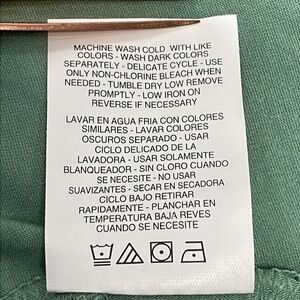 MACHINE WASH COLD WITH LIKE
COLORS - WASH DARK COLORS
SEPARATELY - DELICATE CYCLE - USE
ONLY NON-CHLORINE BLEACH WHEN
NEEDED - TUMBLE DRY LOW REMOVE
PROMPTLY - LOW IRON ON
REVERSE IF NECESSARY
LAVAR EN AGUA FRIA CON COLORES
SIMILARES - LAVAR COLORES
OSCUROS SEPARADO - USAR
CICLO DELICADO DE LA
LAVADORA - USAR SOLAMENTE
BLANQUEADOR - SIN CLORO CUANDO
SE NECESITE - NO USAR
SUAVIZANTES - SECAR EN SECADORA
CICLO BAJO RETIRAR
RAPIDAMENTE - PLANCHAR EN
TEMPERATURA BAJA REVES
CUANDO SE NECESITE